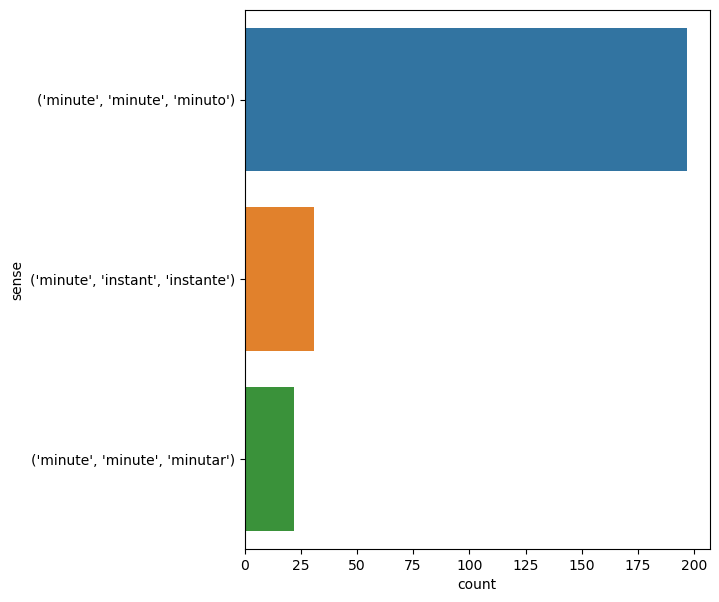 ('minute', 'minute', 'minuto')
('minute', 'instant', 'instante')
('minute', 'minute', 'minutar')
sense
0 25 50 75 100 125 150 175 200
count